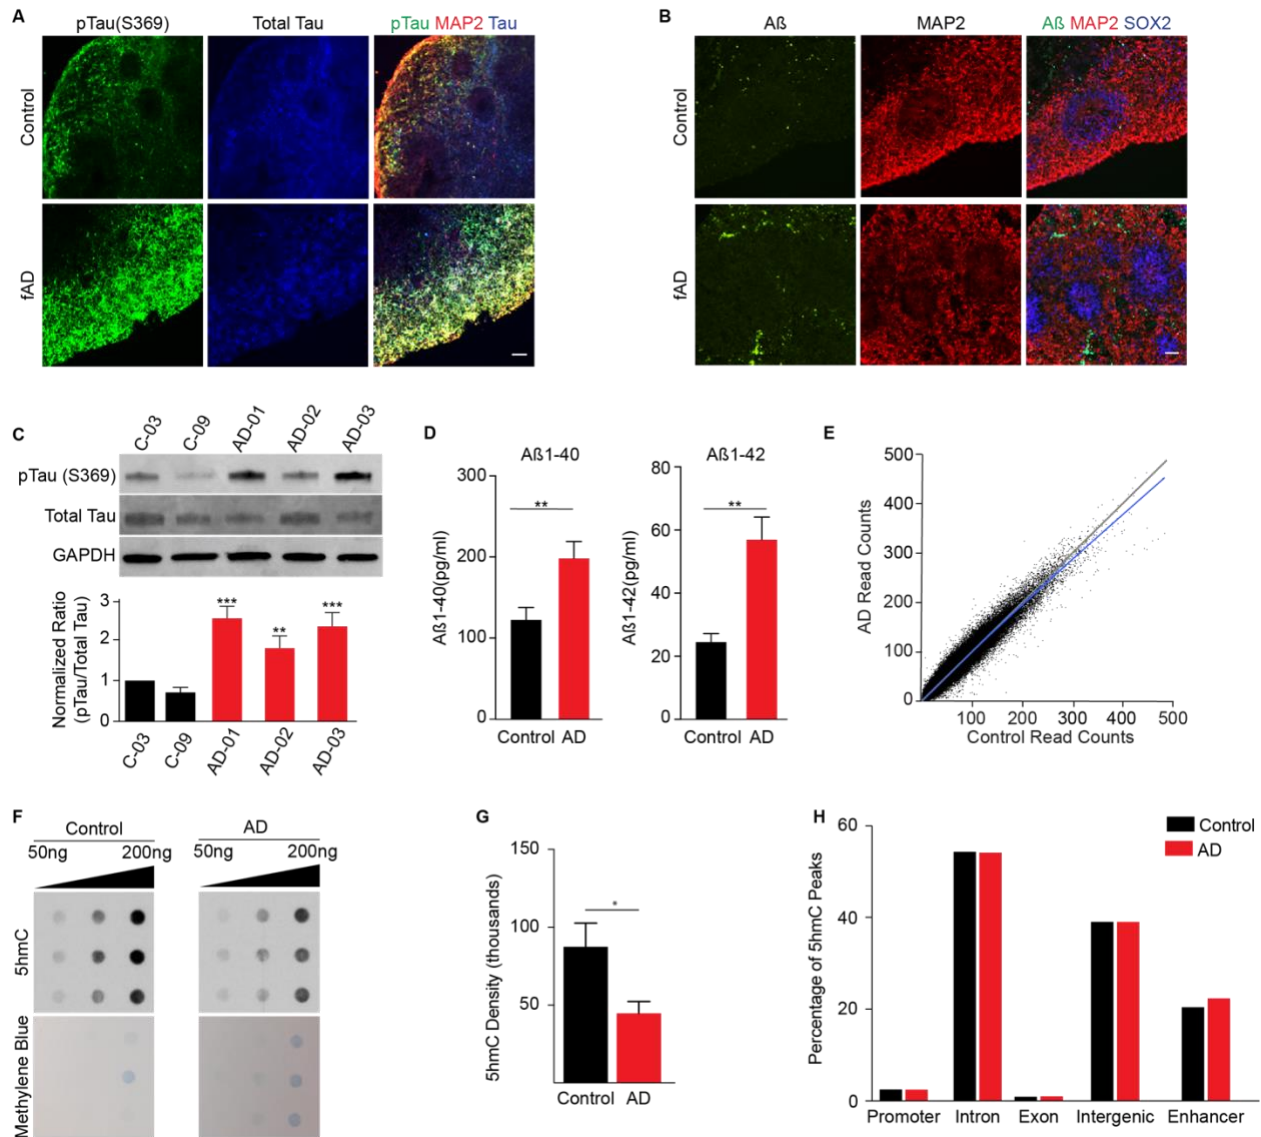 A
pTau(S369) Total Tau pTau MAP2 Tau
Control
fAD
B
Aß MAP2 Aß MAP2 SOX2
Control
fAD
C
C-03 C-09 AD-01 AD-02 AD-03
pTau (S369)
Total Tau
GAPDH
Normalized Ratio
(pTau/Total Tau)
3
2
1
0
*** ** ***
C-03 C-09 AD-01 AD-02 AD-03
D
Aß1-40
Aß1-40(pg/ml)
300
200
100
0
**
Control AD
Aß1-42
Aß1-42(pg/ml)
80
60
40
20
0
**
Control AD
E
AD Read Counts
500
400
300
200
100
0
100 200 300 400 500
Control Read Counts
F
Control AD
50ng 200ng 50ng 200ng
5hmC
Methylene Blue
G
5hmC Density (thousands)
150
100
50
*
Control AD
H
Percentage of 5hmC Peaks
60
40
20
0
Control
AD
Promoter Intron Exon Intergenic Enhancer